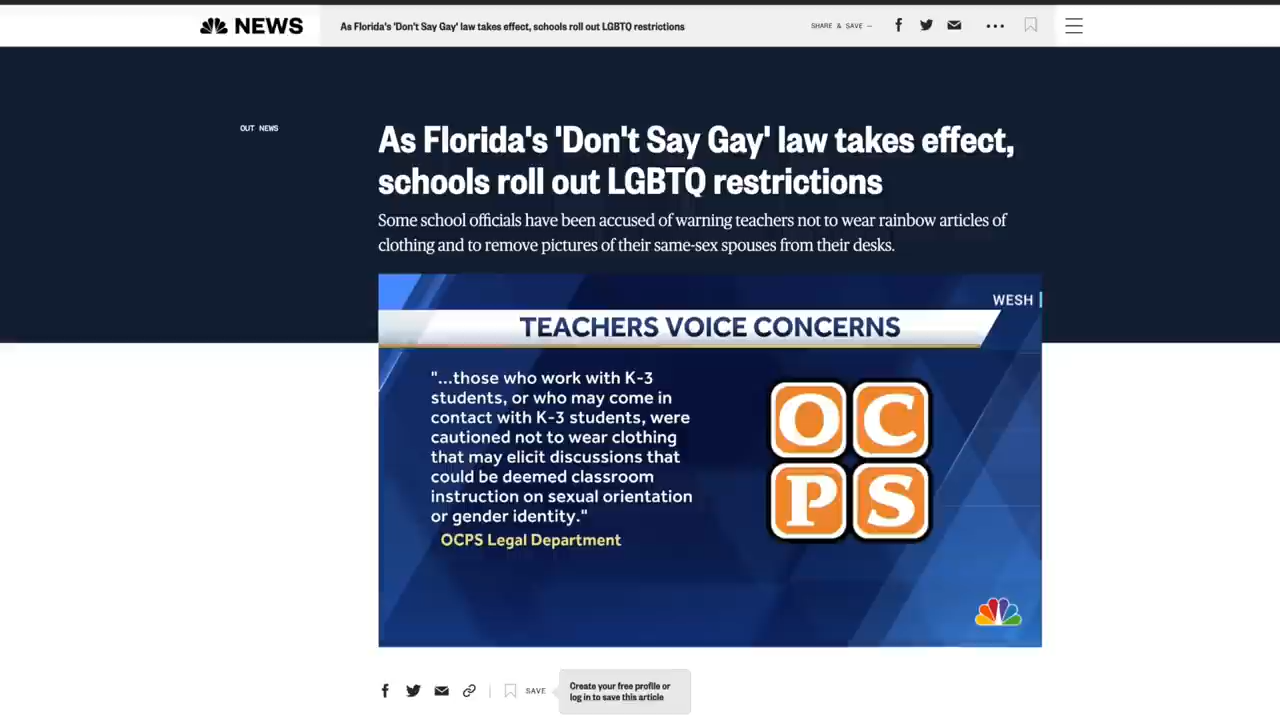 NEWS
As Florida's 'Don't Say Gay' law takes effect, schools roll out LGBTQ restrictions
SHARE & SAVE —
OUT NEWS
As Florida's 'Don't Say Gay' law takes effect,
schools roll out LGBTQ restrictions
Some school officials have been accused of warning teachers not to wear rainbow articles of
clothing and to remove pictures of their same-sex spouses from their desks.
WESH
TEACHERS VOICE CONCERNS
"...those who work with K-3
students, or who may come in
contact with K-3 students, were
cautioned not to wear clothing
that may elicit discussions that
could be deemed classroom
instruction on sexual orientation
or gender identity."
OCPS Legal Department
OC
PS
SAVE
Create your free profile or
log in to save this article